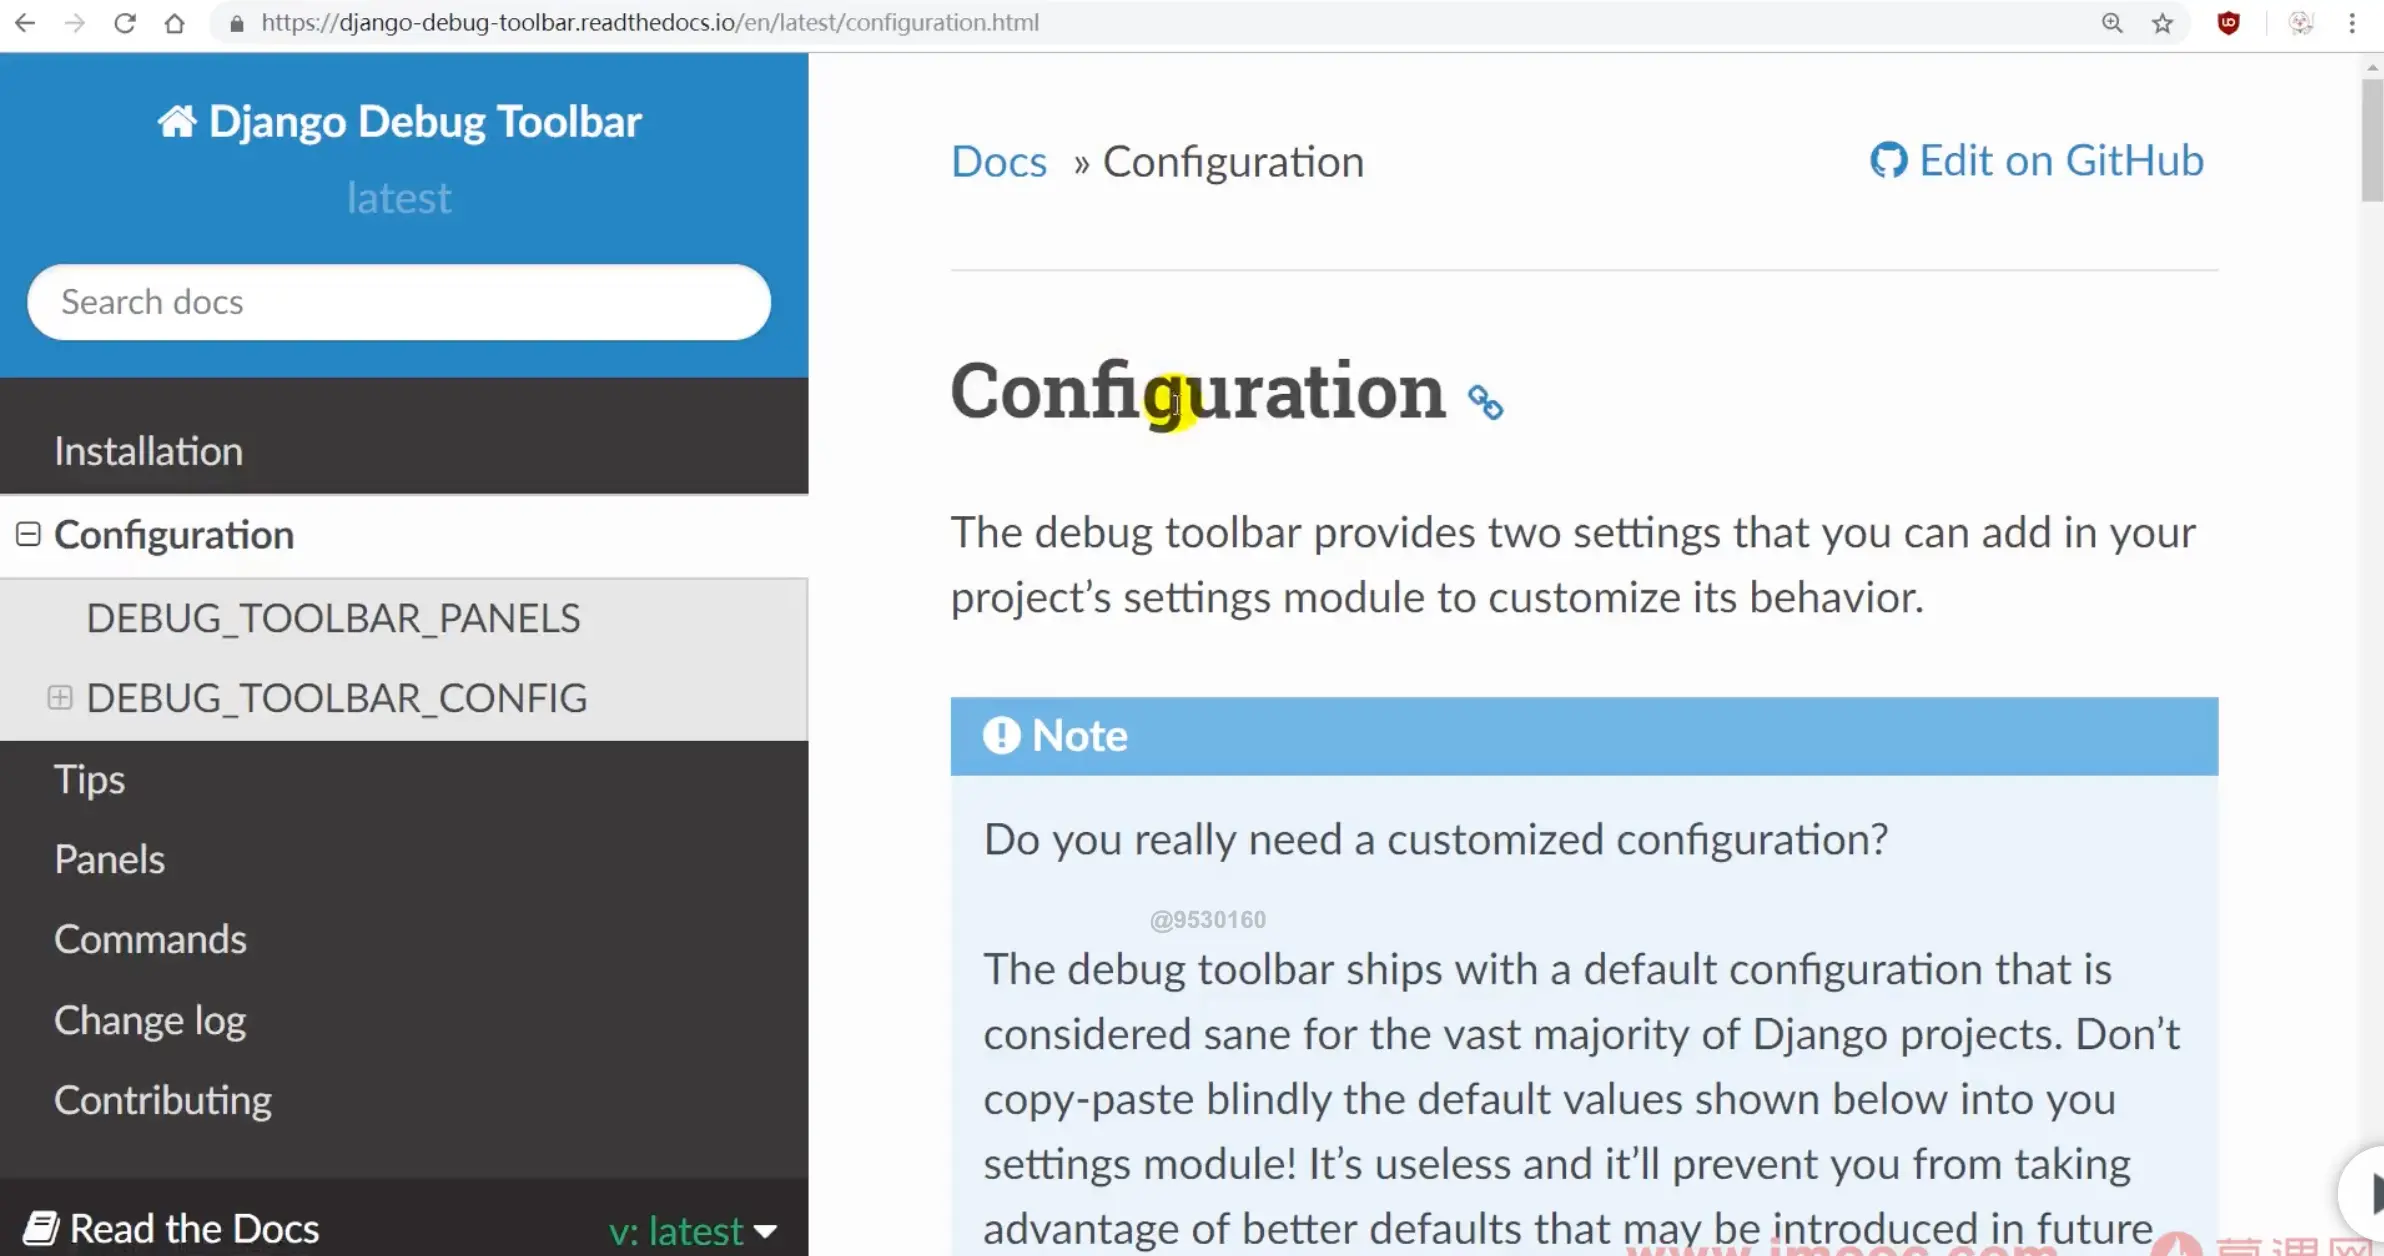 https://django-debug-toolbar.readthedocs.io/en/latest/configuration.html
Django Debug Toolbar
latest
Search docs
Installation
Configuration
DEBUG_TOOLBAR_PANELS
DEBUG_TOOLBAR_CONFIG
Tips
Panels
Commands
Change log
Contributing
Read the Docs
v: latest
Docs » Configuration
Edit on GitHub
Configuration
The debug toolbar provides two settings that you can add in your
project’s settings module to customize its behavior.
Note
Do you really need a customized configuration?
@9530160
The debug toolbar ships with a default configuration that is
considered sane for the vast majority of Django projects. Don’t
copy-paste blindly the default values shown below into you
settings module! It’s useless and it’ll prevent you from taking
advantage of better defaults that may be introduced in future